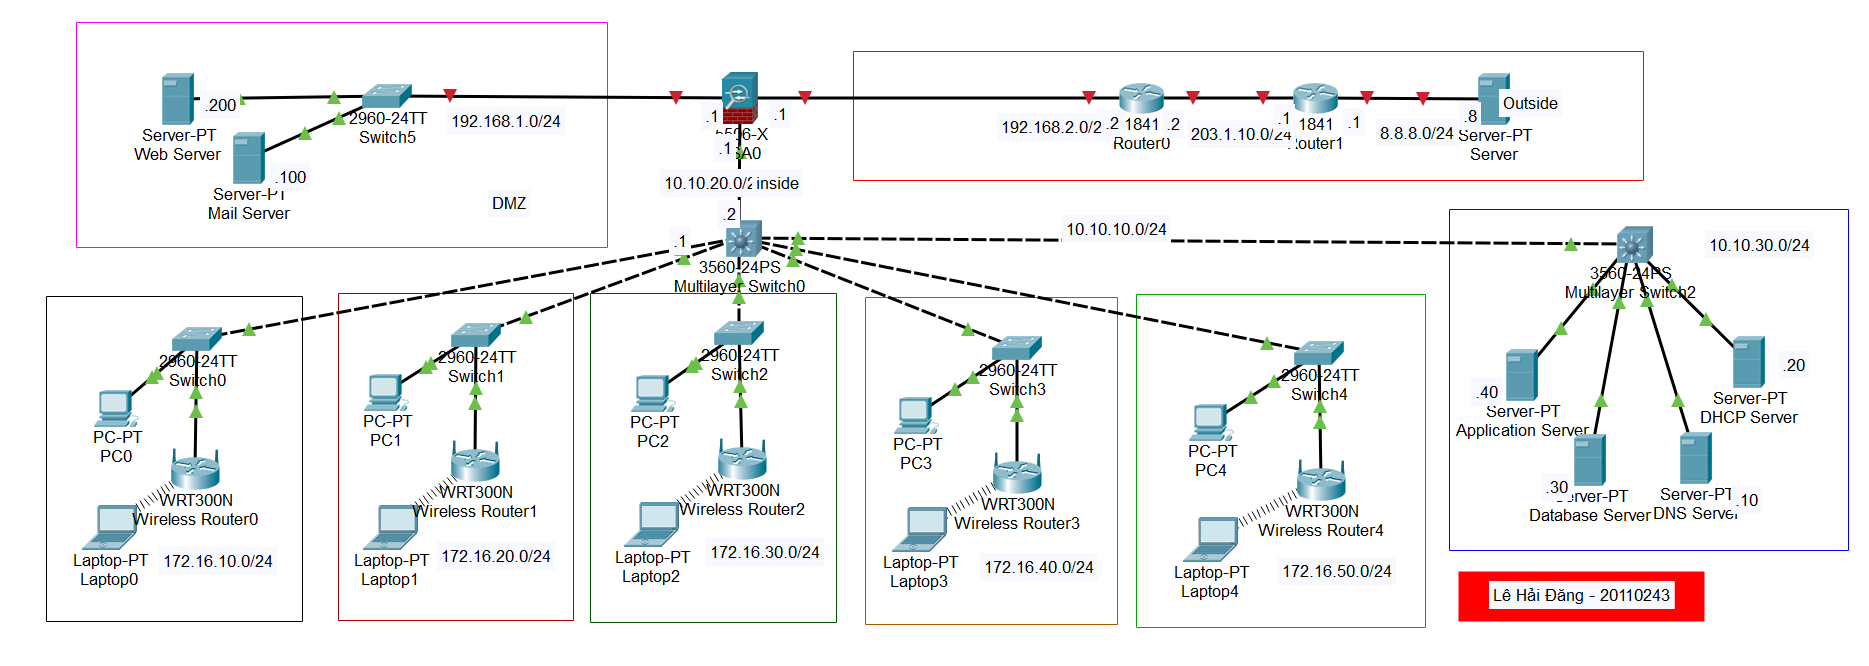 .200
Server-PT
Web Server
2960-24TT
Switch5
192.168.1.0/24
.100
Server-PT
Mail Server
DMZ
.1
.1
.1
10.10.20.0/2
inside
.2
192.168.2.0/2
.2
1841
Router0
.2
203.1.10.0/24
.1
1841
Router1
.1
8.8.8.0/24
.8
Outside
Server-PT
Server
.1
3560-24PS
Multilayer Switch0
10.10.10.0/24
3560-24PS
Multilayer Switch2
10.10.30.0/24
2960-24TT
Switch0
PC-PT
PC0
WRT300N
Wireless Router0
Laptop-PT
Laptop0
172.16.10.0/24
2960-24TT
Switch1
PC-PT
PC1
WRT300N
Wireless Router1
Laptop-PT
Laptop1
172.16.20.0/24
2960-24TT
Switch2
PC-PT
PC2
WRT300N
Wireless Router2
Laptop-PT
Laptop2
172.16.30.0/24
2960-24TT
Switch3
PC-PT
PC3
WRT300N
Wireless Router3
Laptop-PT
Laptop3
172.16.40.0/24
2960-24TT
Switch4
PC-PT
PC4
WRT300N
Wireless Router4
Laptop-PT
Laptop4
172.16.50.0/24
.40
Server-PT
Application Server
.20
Server-PT
DHCP Server
.30
Server-PT
Database Server
Server-PT
DNS Server
.10
Lê Hải Đăng - 20110243